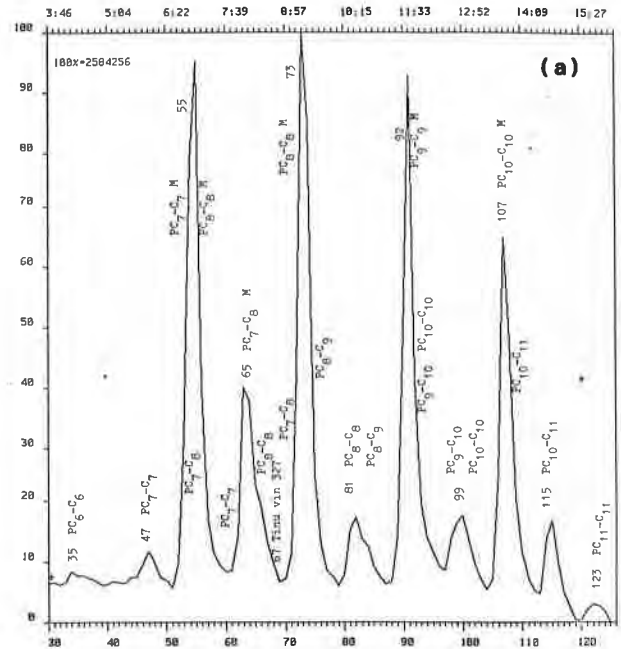 3:46 5:04 6:22 7:39 8:57 10:15 11:33 12:52 14:09 15:27
100
90
80
70
60
50
40
30
20
10
0
100%=2504256
(a)
35 PC6-C6
47 PC7-C7
55
PC7-C7 M
PC8-C8 M
PC7-C8
PC7-C7
65 PC7-C8 M
PC8-C8
67 Tinu vin 327
PC7-C8
73
PC8-C8 M
PC8-C9
81 PC8-C8
PC8-C9
92
PC9-C9 M
PC9-C10
PC10-C10
99 PC9-C10
PC10-C10
107 PC10-C10 M
PC10-C11
115 PC10-C11
123 PC11-C11
30 40 50 60 70 80 90 100 110 120